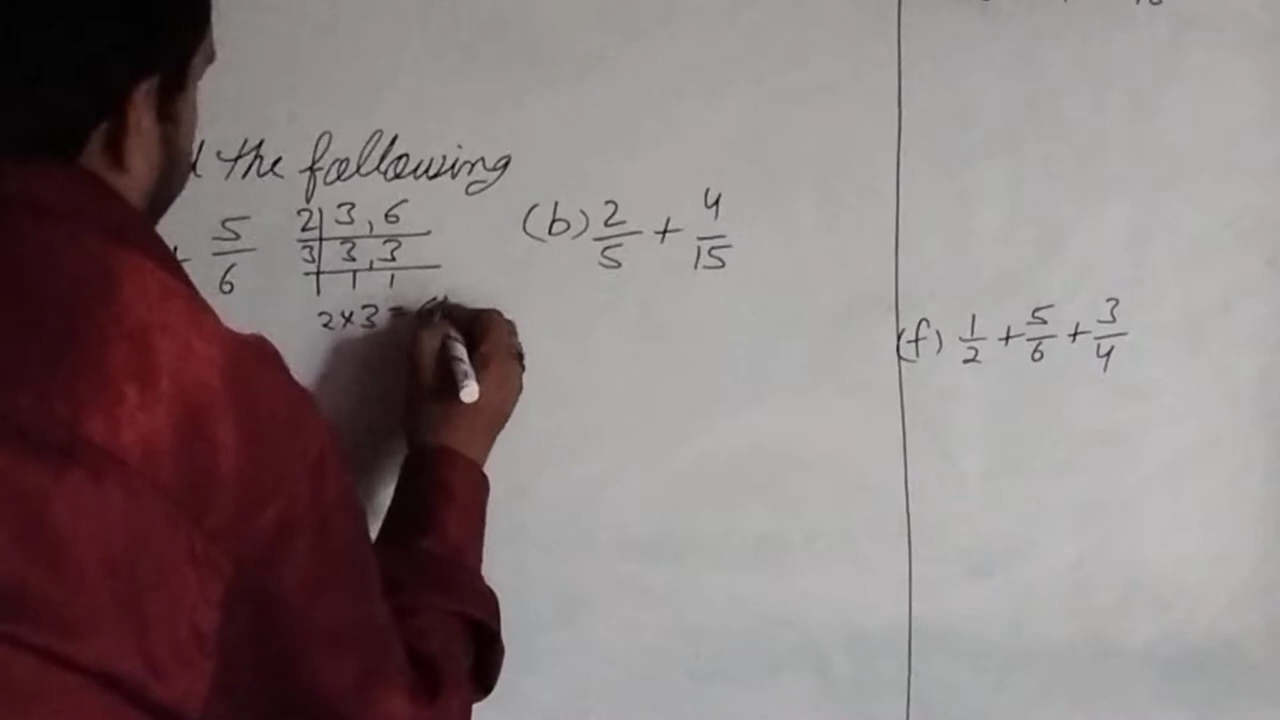 the following
+ 5/6
2 | 3, 6
3 | 3, 3
1 1
2 × 3 =
(b) 2/5 + 4/15
(f) 1/2 + 5/6 + 3/4